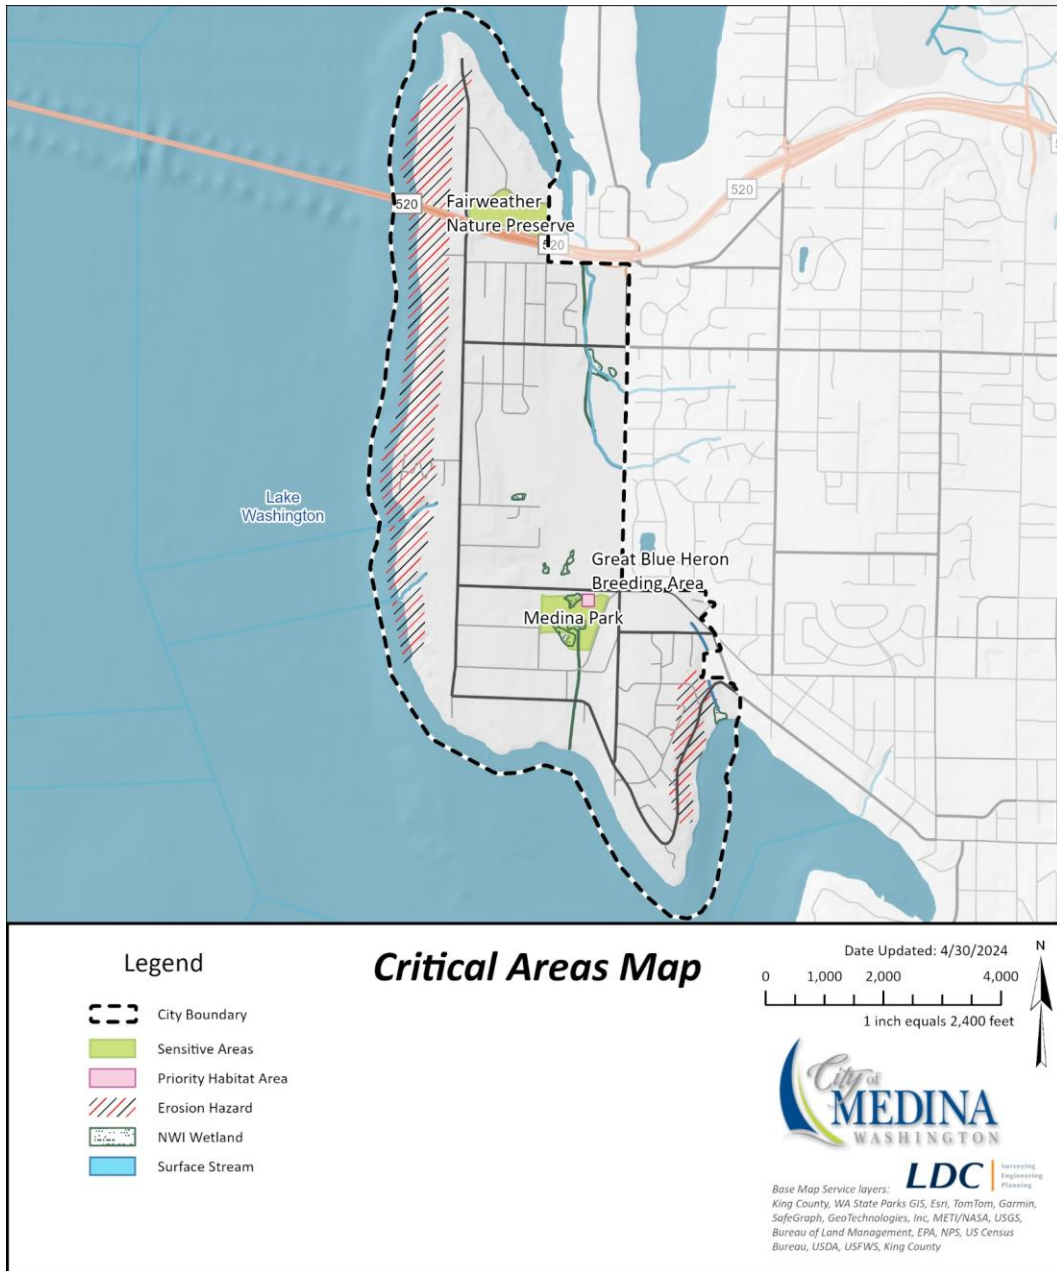 520
520
Fairweather
Nature Preserve
520
Lake
Washington
Great Blue Heron
Breeding Area
Medina Park
Legend
City Boundary
Sensitive Areas
Priority Habitat Area
Erosion Hazard
NWI Wetland
Surface Stream
Critical Areas Map
Date Updated: 4/30/2024
N
0 1,000 2,000 4,000
1 inch equals 2,400 feet
City of
MEDINA
WASHINGTON
LDC
Surveying
Engineering
Planning
Base Map Service layers:
King County, WA State Parks GIS, Esri, TomTom, Garmin,
SafeGraph, GeoTechnologies, Inc, METI/NASA, USGS,
Bureau of Land Management, EPA, NPS, US Census
Bureau, USDA, USFWS, King County